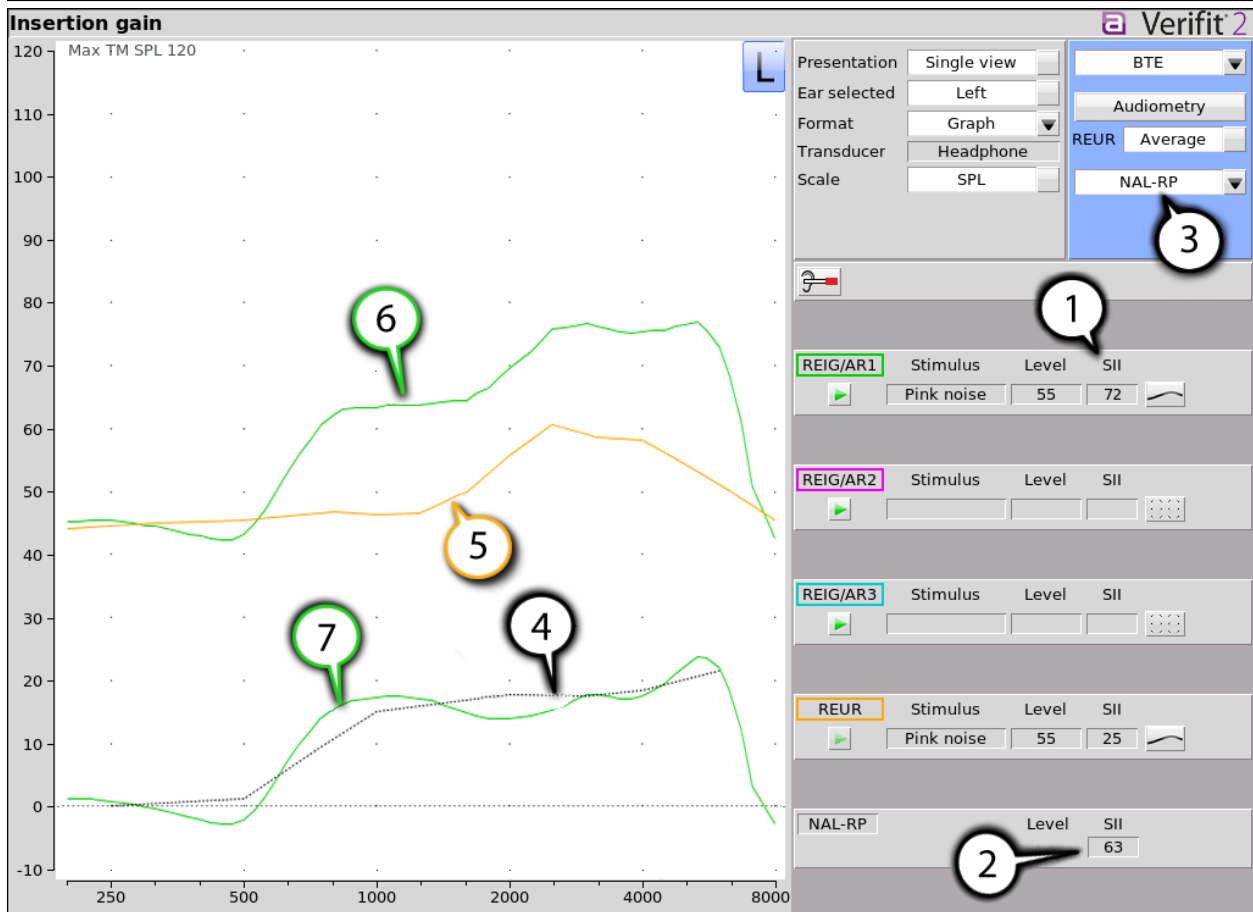 Insertion gain
a Verifit 2
Max TM SPL 120
L
120
110
100
90
80
70
60
50
40
30
20
10
0
-10
250 500 1000 2000 4000 8000
6
5
7
4
Presentation Single view
Ear selected Left
Format Graph
Transducer Headphone
Scale SPL
BTE
Audiometry
REUR Average
NAL-RP
3
1
REIG/AR1 Stimulus Level SII
Pink noise 55 72
REIG/AR2 Stimulus Level SII
REIG/AR3 Stimulus Level SII
REUR Stimulus Level SII
Pink noise 55 25
NAL-RP Level SII
63
2